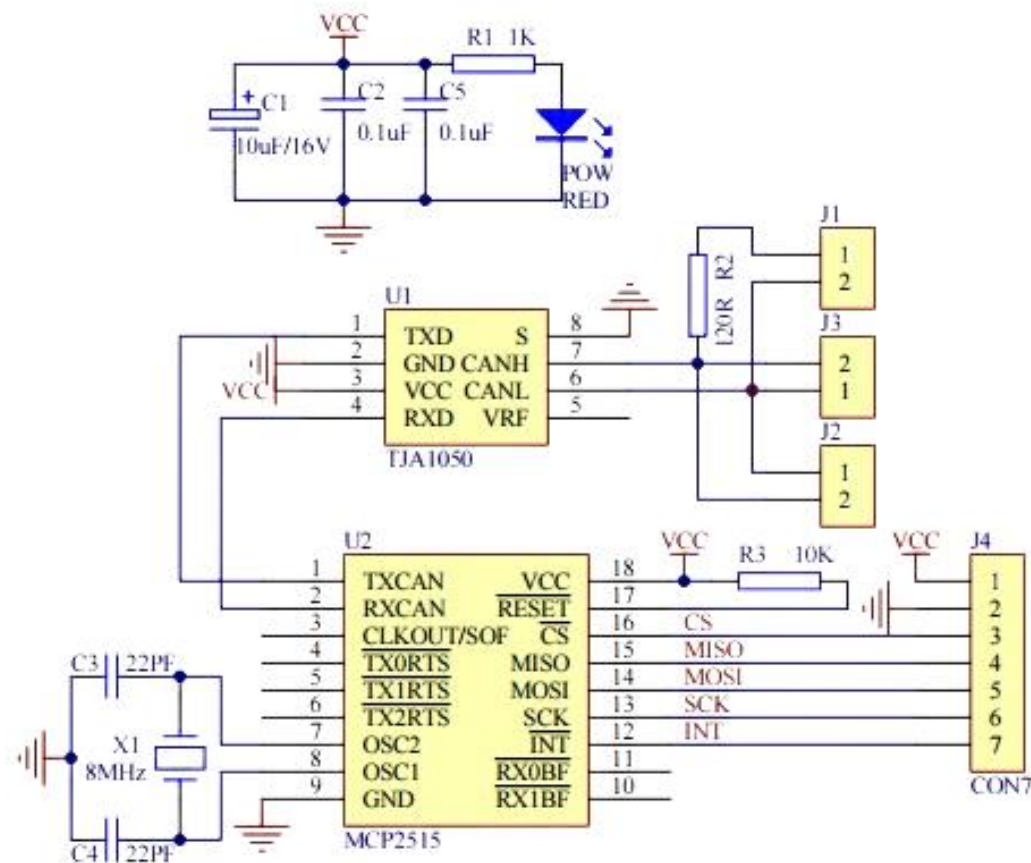 VCC
R1 1K
+ C1
10uF/16V
C2
0.1uF
C5
0.1uF
POW
RED
J1
1
2
R2
120R
J3
2
1
J2
1
2
U1
1 TXD S 8
2 GND CANH 7
VCC 3 VCC CANL 6
4 RXD VRF 5
TJA1050
U2
1 TXCAN VCC 18
2 RXCAN RESET 17
3 CLKOUT/SOF CS 16
4 TX0RTS MISO 15
5 TX1RTS MOSI 14
6 TX2RTS SCK 13
7 OSC2 INT 12
8 OSC1 RX0BF 11
9 GND RX1BF 10
MCP2515
VCC
R3 10K
CS
MISO
MOSI
SCK
INT
VCC
J4
1
2
3
4
5
6
7
CON7
C3 22PF
X1
8MHz
C4 22PF